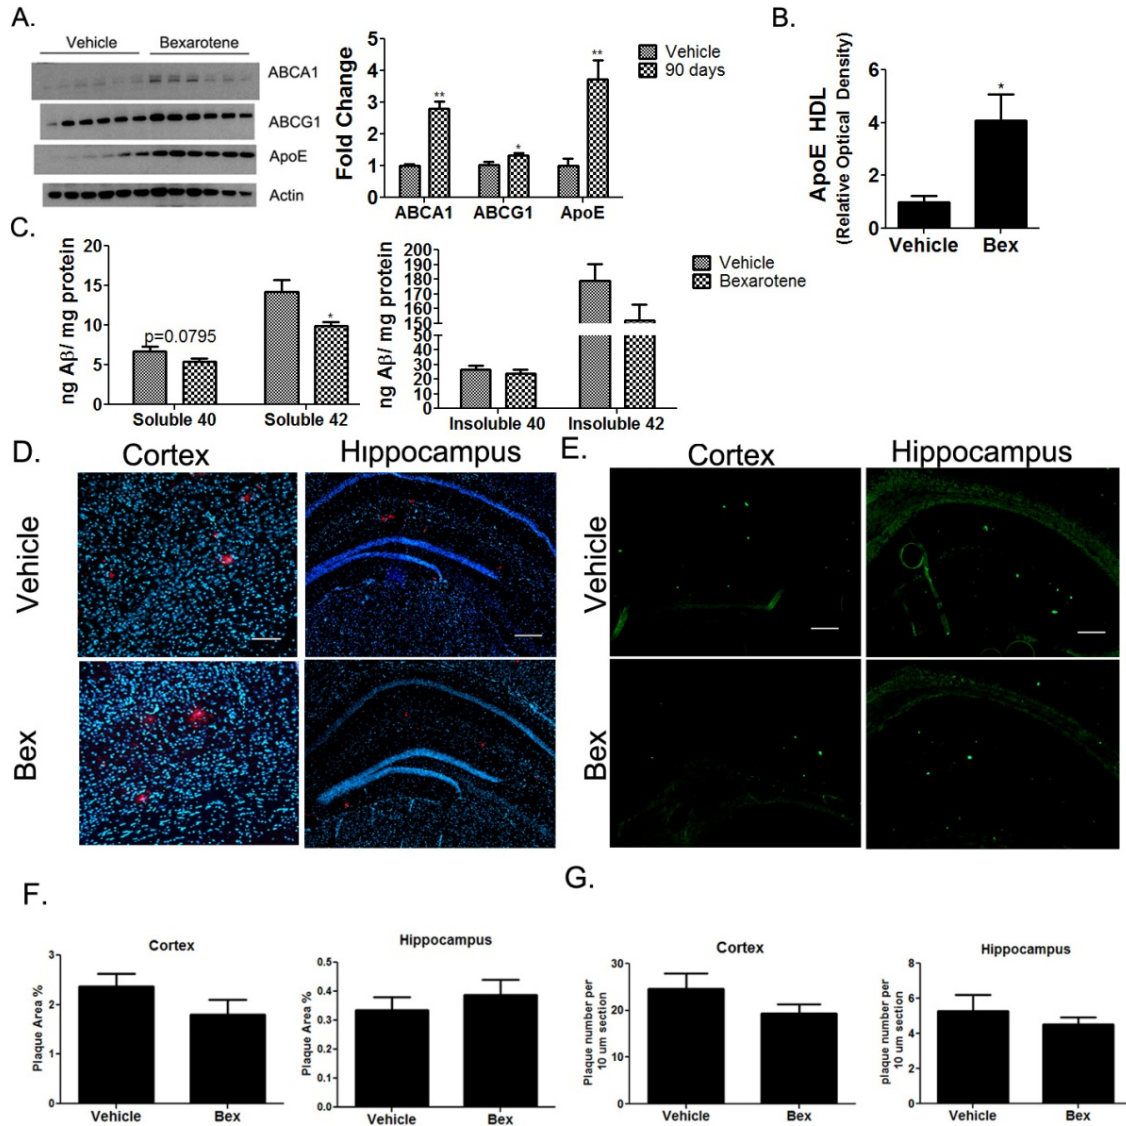 A.
Vehicle Bexarotene
ABCA1
ABCG1
ApoE
Actin
Fold Change
5
4
3
2
1
0
**
*
**
ABCA1 ABCG1 ApoE
Vehicle
90 days
B.
ApoE HDL
(Relative Optical Density)
6
4
2
0
*
Vehicle Bex
C.
ng Aβ/ mg protein
20
15
10
5
0
p=0.0795
*
Soluble 40 Soluble 42
ng Aβ/ mg protein
200
190
180
170
160
150
50
40
30
20
10
0
Insoluble 40 Insoluble 42
Vehicle
Bexarotene
D.
Cortex Hippocampus
Vehicle
Bex
E.
Cortex Hippocampus
Vehicle
Bex
F.
Cortex
Plaque Area %
3
2
1
0
Vehicle Bex
Hippocampus
Plaque Area %
0.5
0.4
0.3
0.2
0.1
0.0
Vehicle Bex
G.
Cortex
Plaque number per
10 um section
30
20
10
0
Vehicle Bex
Hippocampus
plaque number per
10 um section
8
6
4
2
0
Vehicle Bex